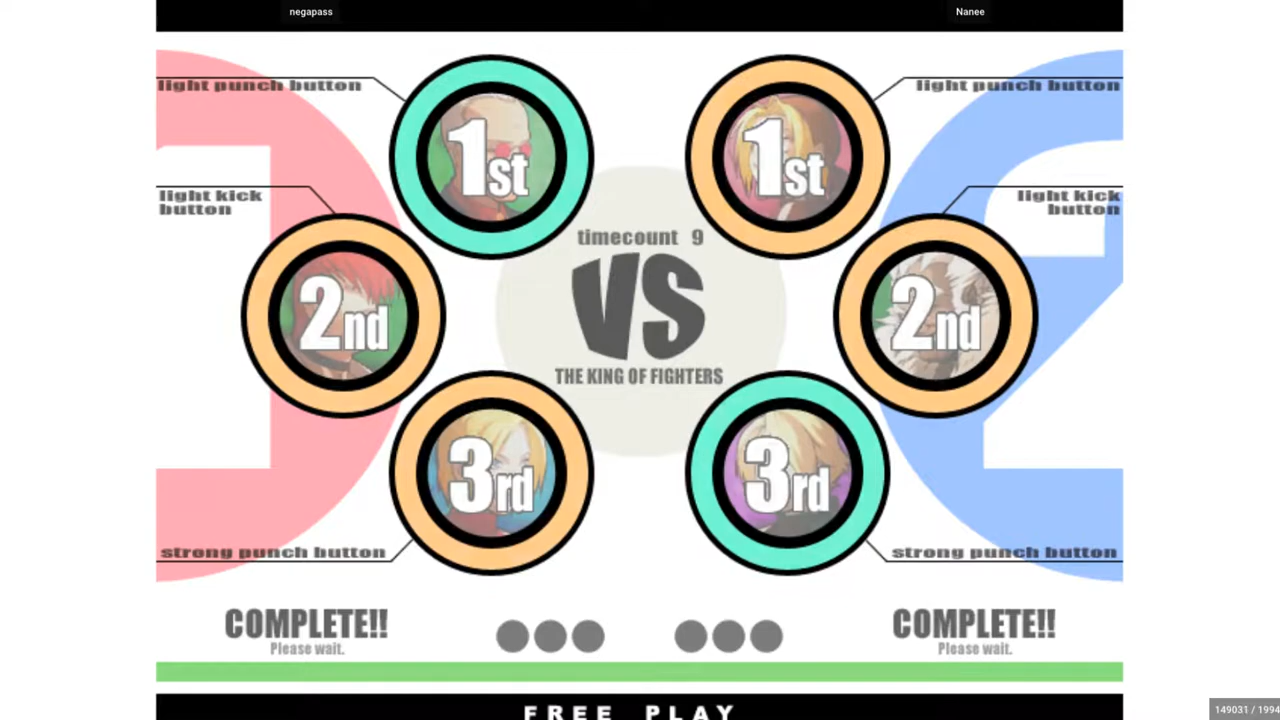 negapass
Nanee
light punch button
light punch button
1st
1st
light kick
button
light kick
button
timecount 9
VS
THE KING OF FIGHTERS
2nd
2nd
3rd
3rd
strong punch button
strong punch button
COMPLETE!!
Please wait.
COMPLETE!!
Please wait.
FREE PLAY
149031 / 1994